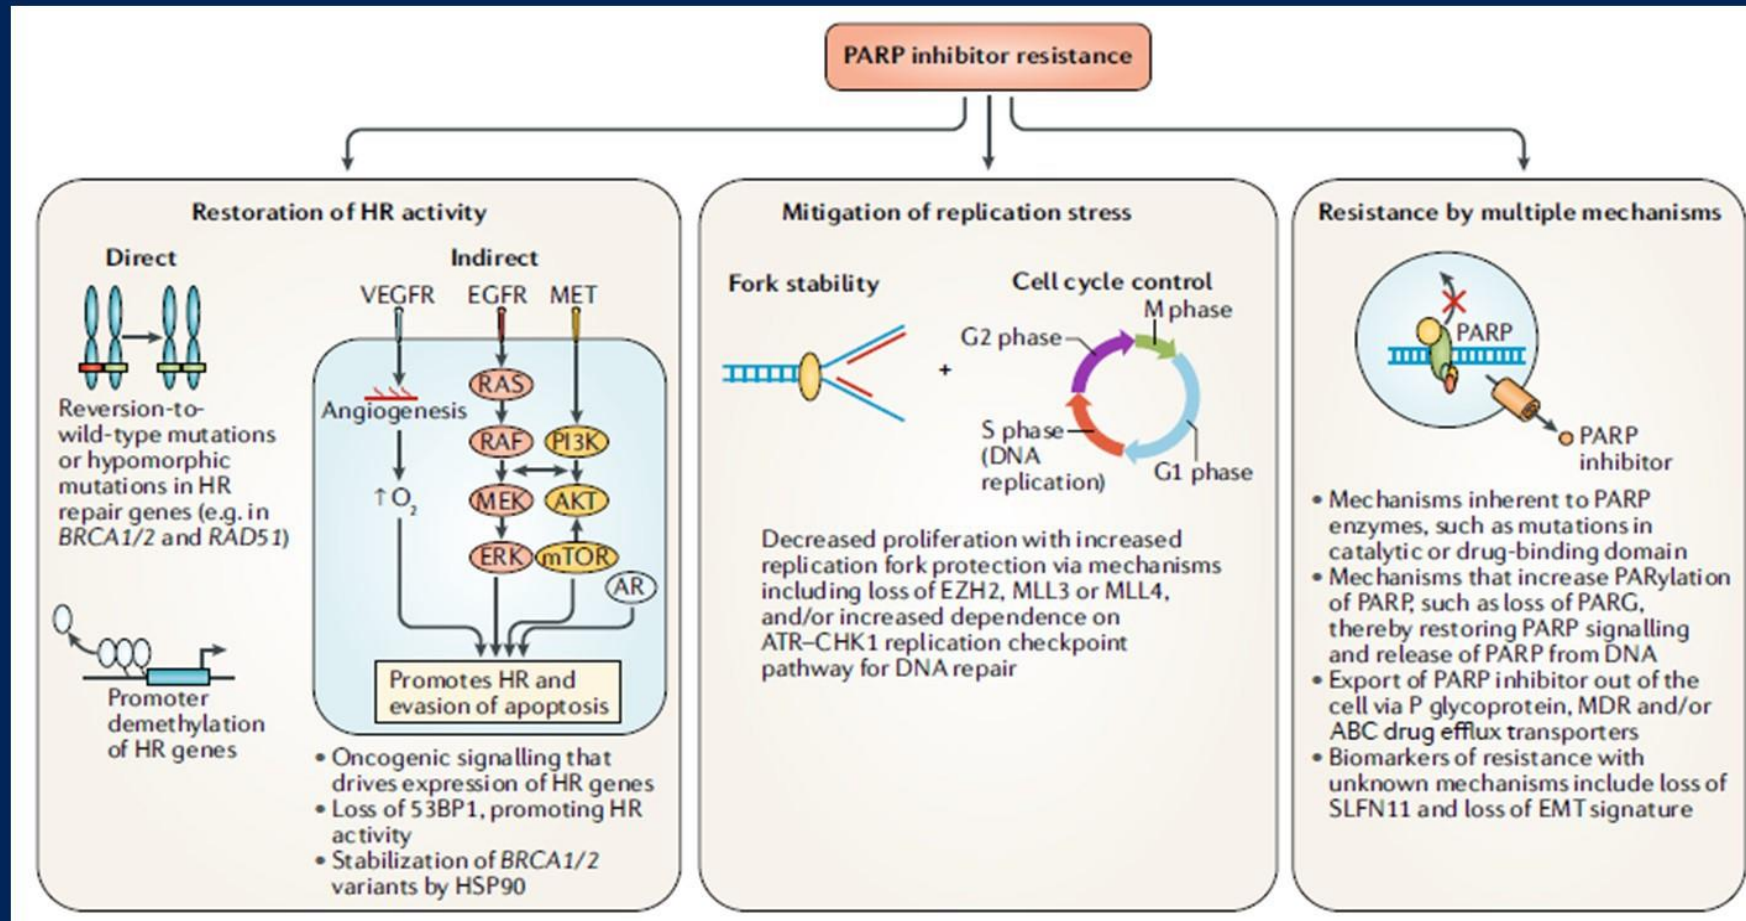 PARP inhibitor resistance
Restoration of HR activity
Direct
Reversion-to-
wild-type mutations
or hypomorphic
mutations in HR
repair genes (e.g. in
BRCA1/2 and RAD51)
Promoter
demethylation
of HR genes
Indirect
VEGFR EGFR MET
Angiogenesis
↑O₂
RAS
RAF
MEK
ERK
PI3K
AKT
mTOR
AR
Promotes HR and
evasion of apoptosis
• Oncogenic signalling that
drives expression of HR genes
• Loss of 53BP1, promoting HR
activity
• Stabilization of BRCA1/2
variants by HSP90
Mitigation of replication stress
Fork stability
+
Cell cycle control
M phase
G2 phase
S phase
(DNA
replication)
G1 phase
Decreased proliferation with increased
replication fork protection via mechanisms
including loss of EZH2, MLL3 or MLL4,
and/or increased dependence on
ATR–CHK1 replication checkpoint
pathway for DNA repair
Resistance by multiple mechanisms
PARP
PARP
inhibitor
• Mechanisms inherent to PARP
enzymes, such as mutations in
catalytic or drug-binding domain
• Mechanisms that increase PARylation
of PARP, such as loss of PARG,
thereby restoring PARP signalling
and release of PARP from DNA
• Export of PARP inhibitor out of the
cell via P glycoprotein, MDR and/or
ABC drug efflux transporters
• Biomarkers of resistance with
unknown mechanisms include loss of
SLFN11 and loss of EMT signature